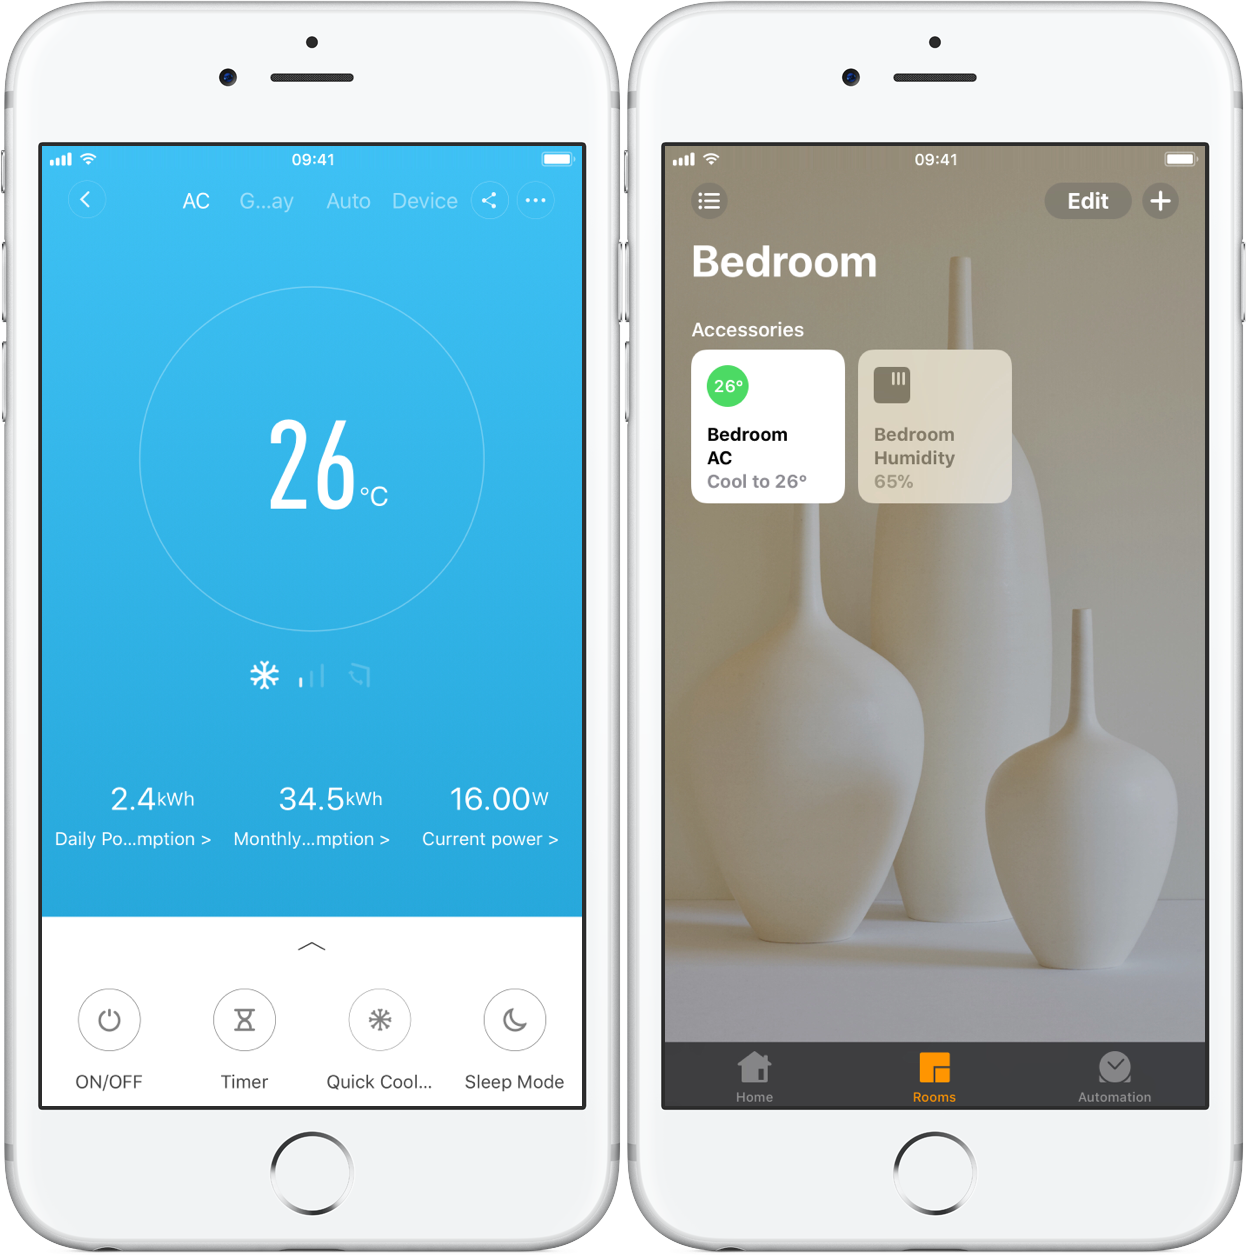 09:41
AC G...ay Auto Device
26°C
2.4kWh 34.5kWh 16.00W
Daily Po...mption > Monthly...mption > Current power >
ON/OFF Timer Quick Cool... Sleep Mode
09:41
Edit
Bedroom
Accessories
26°
Bedroom
AC
Cool to 26°
Bedroom
Humidity
65%
Home Rooms Automation